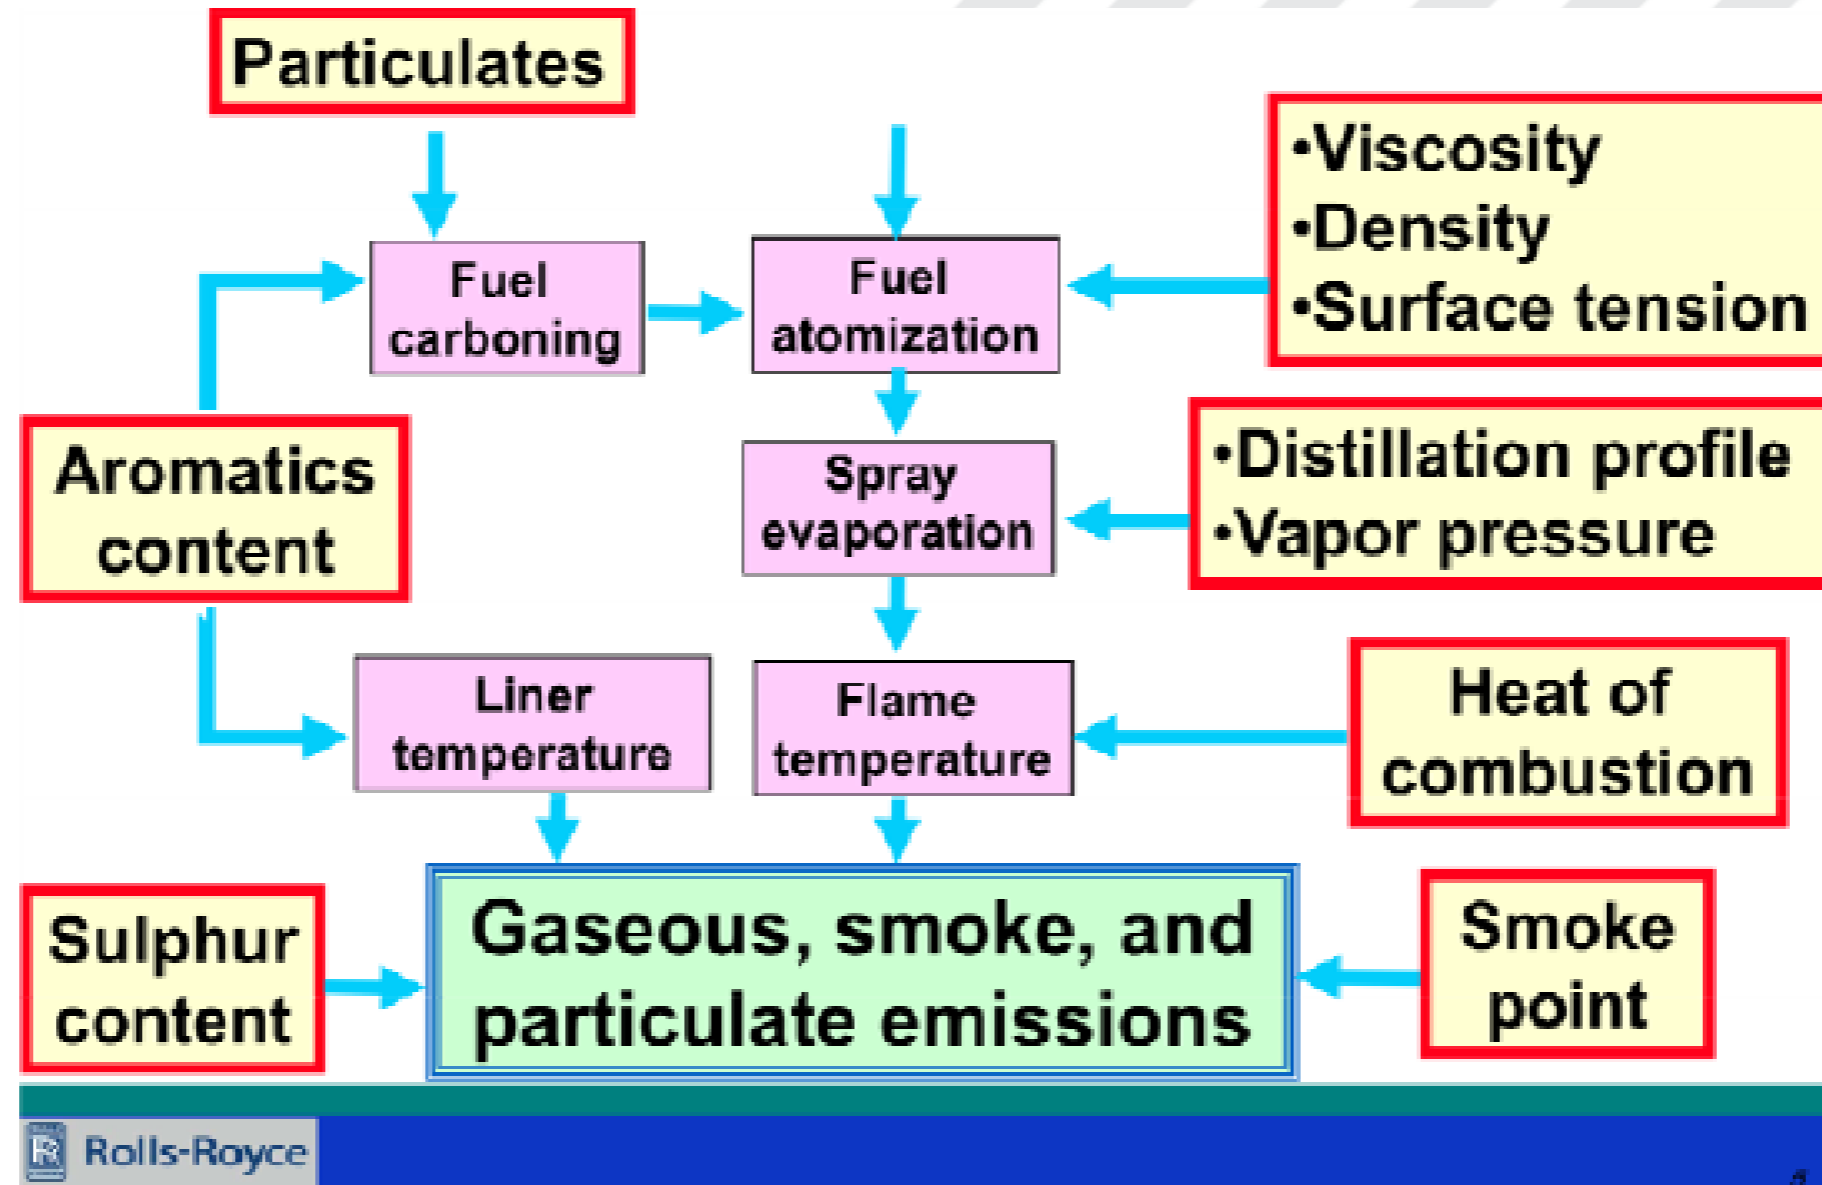 Particulates
•Viscosity
•Density
•Surface tension
Fuel
carboning
Fuel
atomization
Aromatics
content
Spray
evaporation
•Distillation profile
•Vapor pressure
Liner
temperature
Flame
temperature
Heat of
combustion
Sulphur
content
Gaseous, smoke, and
particulate emissions
Smoke
point
Rolls-Royce